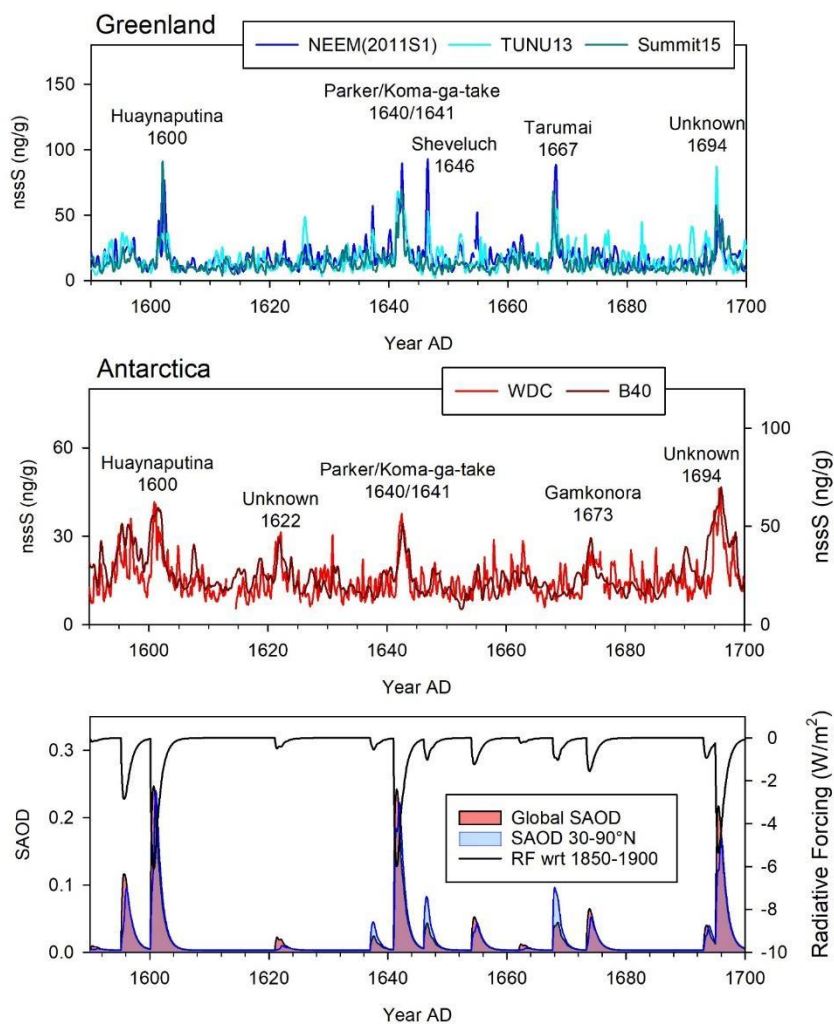 Greenland
NEEM(2011S1) TUNU13 Summit15
150
100
50
0
nssS (ng/g)
Huaynaputina
1600
Parker/Koma-ga-take
1640/1641
Sheveluch
1646
Tarumai
1667
Unknown
1694
1600 1620 1640 1660 1680 1700
Year AD
Antarctica
WDC B40
60
30
0
nssS (ng/g)
100
50
0
nssS (ng/g)
Huaynaputina
1600
Unknown
1622
Parker/Koma-ga-take
1640/1641
Gamkonora
1673
Unknown
1694
1600 1620 1640 1660 1680 1700
Year AD
0.3
0.2
0.1
0.0
SAOD
Global SAOD
SAOD 30-90°N
RF wrt 1850-1900
0
-2
-4
-6
-8
-10
Radiative Forcing (W/m²)
1600 1620 1640 1660 1680 1700
Year AD